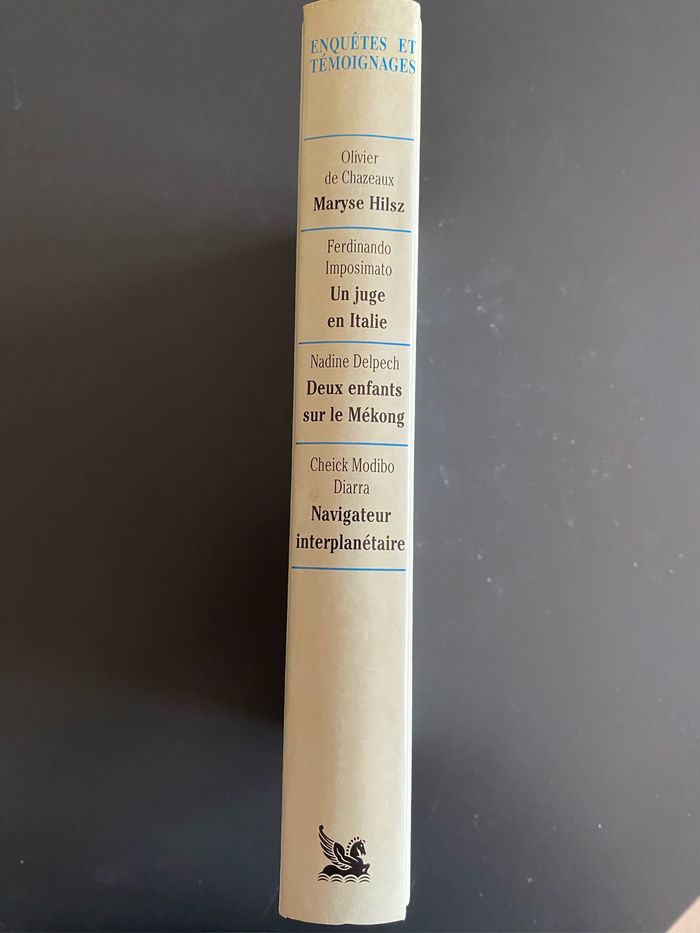 ENQUÊTES ET
TÉMOIGNAGES
Olivier
de Chazeaux
Maryse Hilsz
Ferdinando
Imposimato
Un juge
en Italie
Nadine Delpech
Deux enfants
sur le Mékong
Cheick Modibo
Diarra
Navigateur
interplanétaire